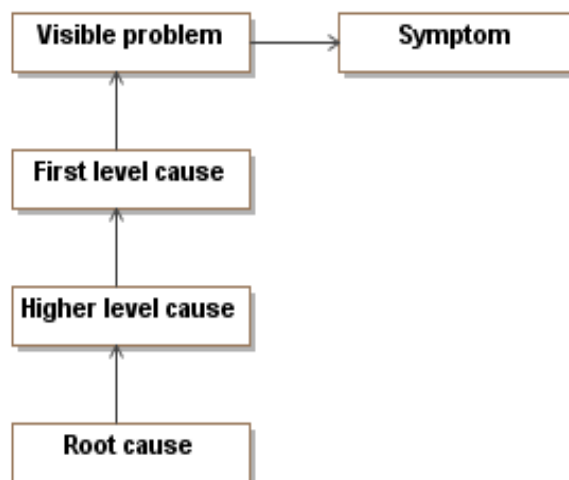 Visible problem
Symptom
First level cause
Higher level cause
Root cause